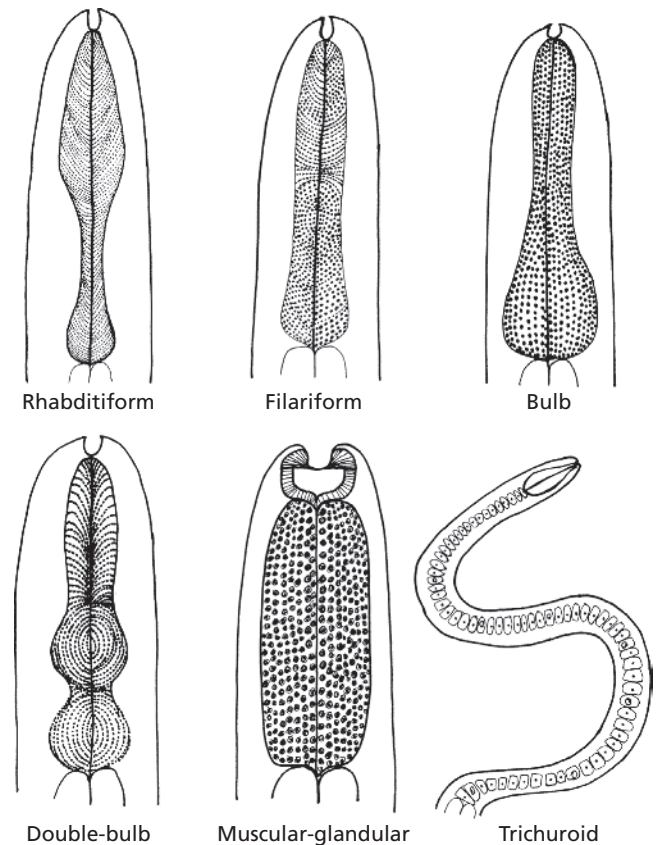 Rhabditiform
Filariform
Bulb
Double-bulb
Muscular-glandular
Trichuroid